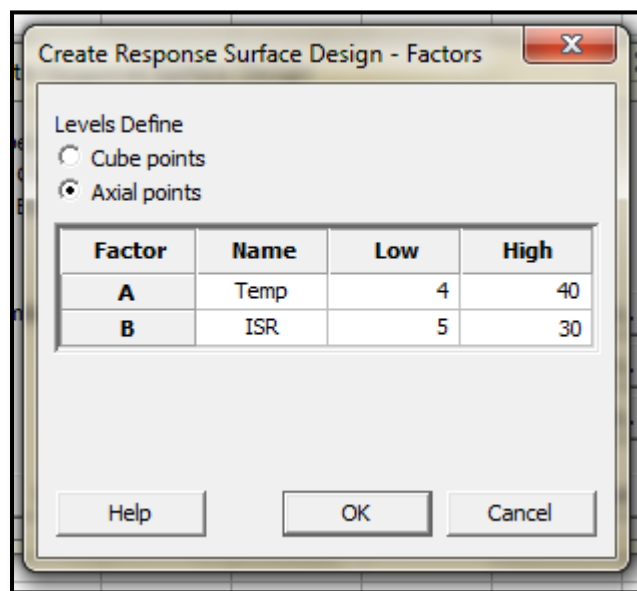 Create Response Surface Design - Factors
Levels Define
Cube points
Axial points
Factor Name Low High
A Temp 4 40
B ISR 5 30
Help OK Cancel